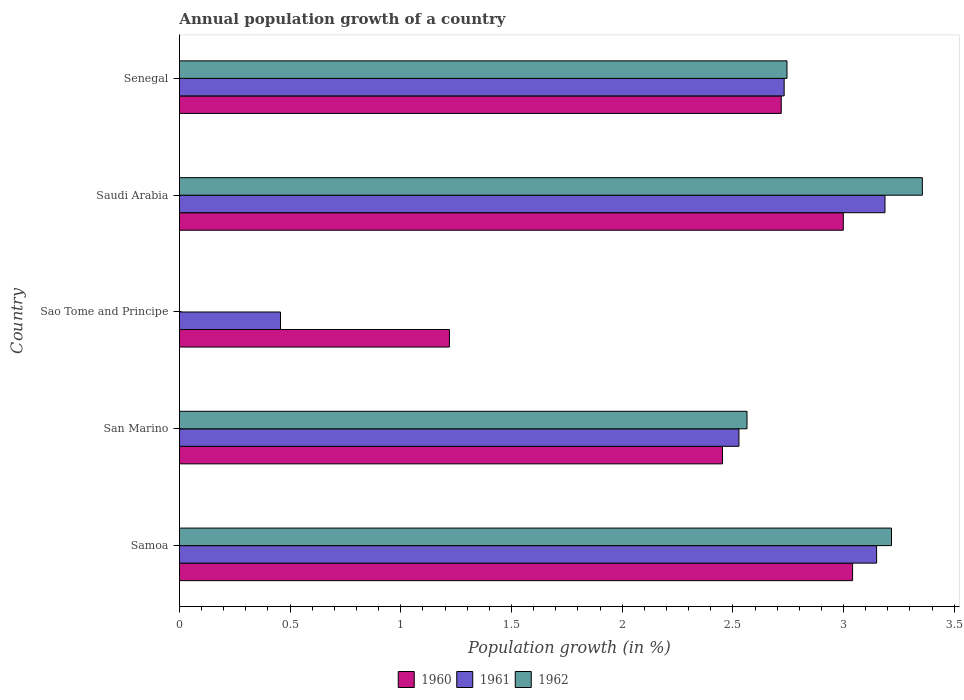 Annual population growth of a country
Senegal
Saudi Arabia
Sao Tome and Principe
San Marino
Samoa
Country
0
0.5
1
1.5
2
2.5
3
3.5
Population growth (in %)
1960
1961
1962